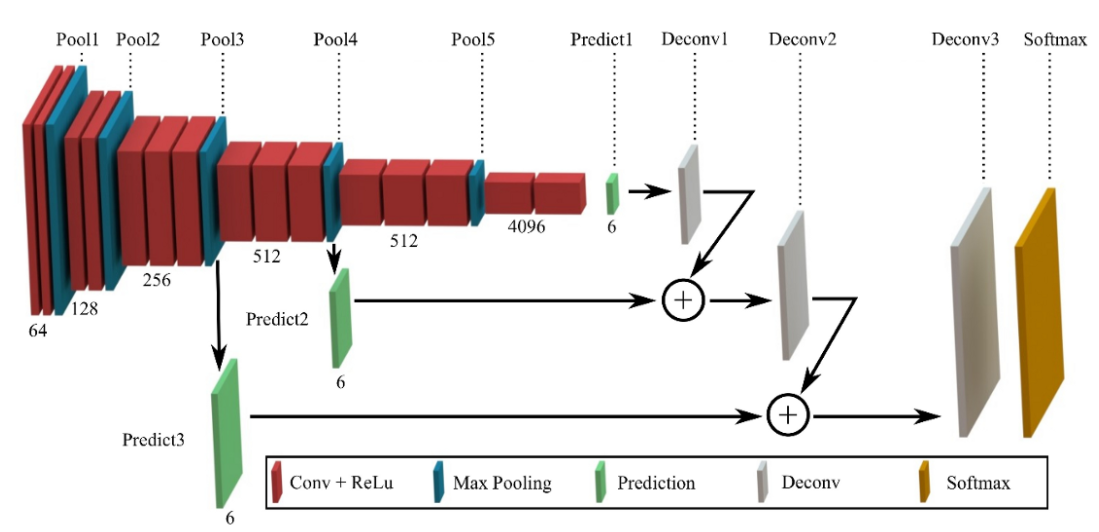 Pool1 Pool2 Pool3 Pool4 Pool5 Predict1 Deconv1 Deconv2 Deconv3 Softmax
64
128
256
512
512
4096
6
Predict2
6
Predict3
6
Conv + ReLu Max Pooling Prediction Deconv Softmax